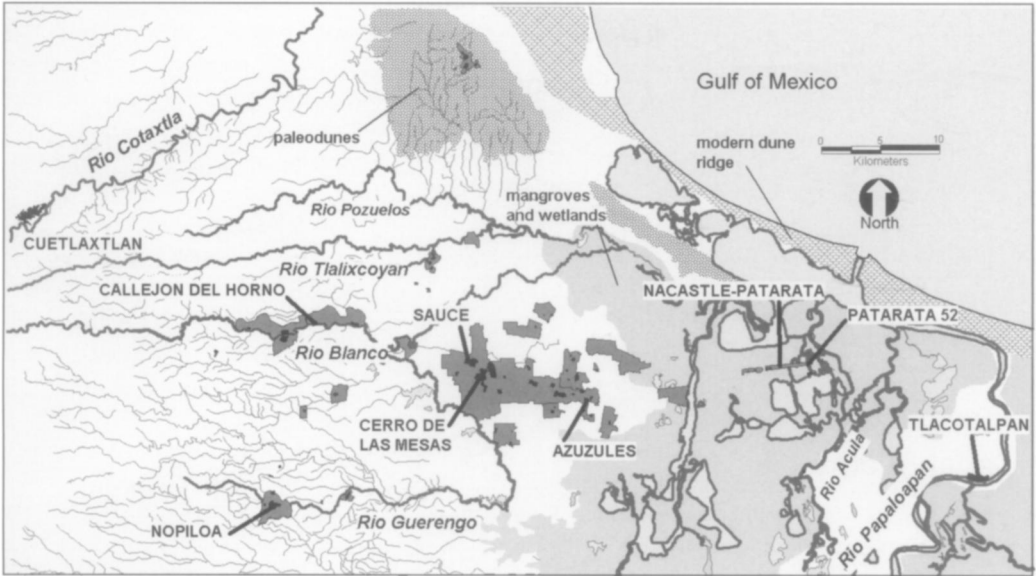 Gulf of Mexico
Rio Cotaxtla
paleodunes
modern dune
ridge
0 5 10
Kilometers
North
mangroves
and wetlands
Rio Pozuelos
CUETLAXTLAN
Rio Tlalixcoyan
CALLEJON DEL HORNO
NACASTLE-PATARATA
SAUCE
PATARATA 52
Rio Blanco
CERRO DE
LAS MESAS
AZUZULES
TLACOTALPAN
Rio Acula
Rio Papaloapan
NOPILOA
Rio Guerengo